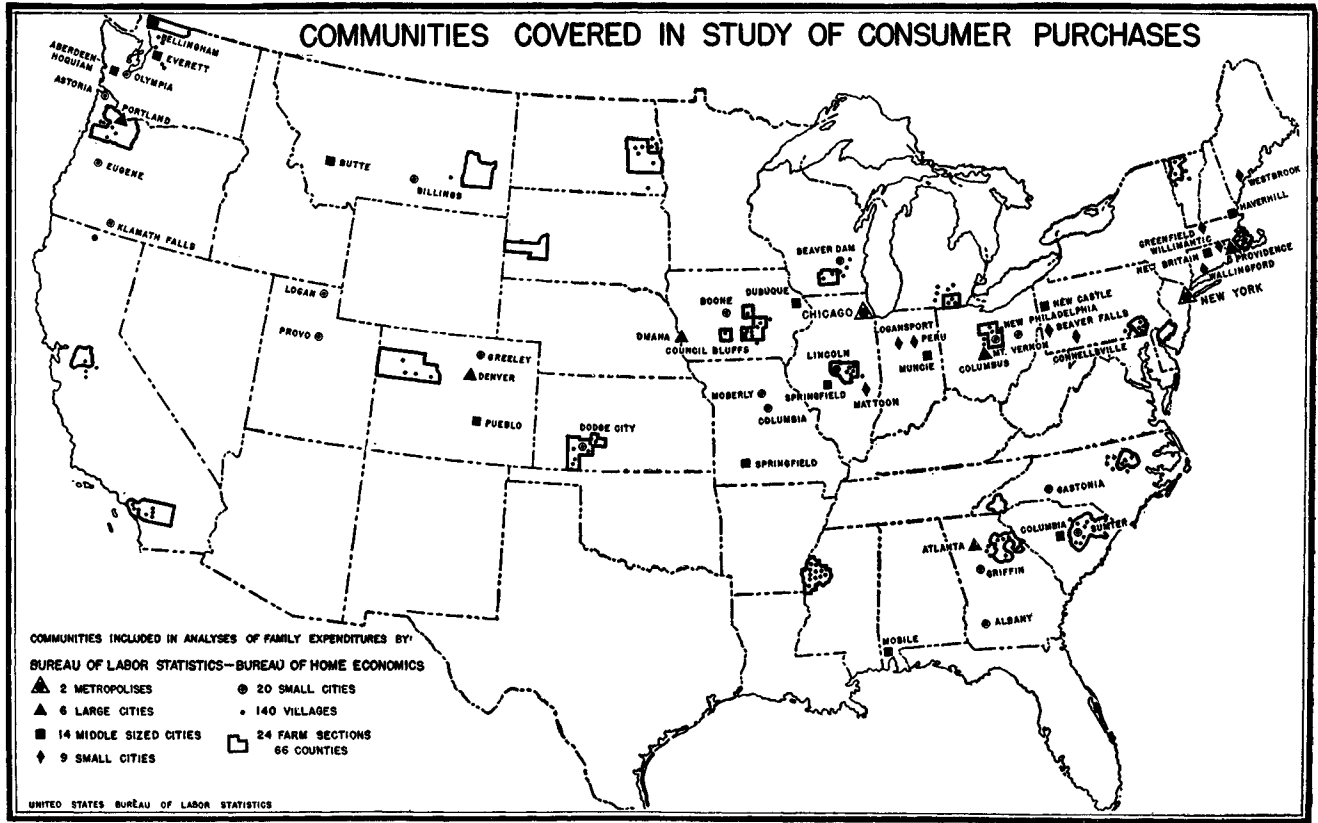 COMMUNITIES COVERED IN STUDY OF CONSUMER PURCHASES
BELLINGHAM
ABERDEEN-
HOQUIAM
EVERETT
OLYMPIA
ASTORIA
PORTLAND
EUGENE
KLAMATH FALLS
BUTTE
BILLINGS
LOGAN
PROVO
GREELEY
DENVER
PUEBLO
DODGE CITY
OMAHA
COUNCIL BLUFFS
BOONE
DUBUQUE
BEAVER DAM
CHICAGO
LINCOLN
SPRINGFIELD
MATTOON
MOBERLY
COLUMBIA
SPRINGFIELD
LOGANSPORT
PERU
MUNCIE
NEW CASTLE
NEW PHILADELPHIA
BEAVER FALLS
MT. VERNON
COLUMBUS
CONNELLSVILLE
WESTBROOK
HAVERHILL
GREENFIELD
WILLIMANTIC
NEW BRITAIN
PROVIDENCE
WALLINGFORD
NEW YORK
GASTONIA
COLUMBIA
SUMTER
ATLANTA
GRIFFIN
ALBANY
MOBILE
COMMUNITIES INCLUDED IN ANALYSES OF FAMILY EXPENDITURES BY:
BUREAU OF LABOR STATISTICS—BUREAU OF HOME ECONOMICS
2 METROPOLISES
20 SMALL CITIES
6 LARGE CITIES
140 VILLAGES
14 MIDDLE SIZED CITIES
24 FARM SECTIONS
66 COUNTIES
9 SMALL CITIES
UNITED STATES BUREAU OF LABOR STATISTICS